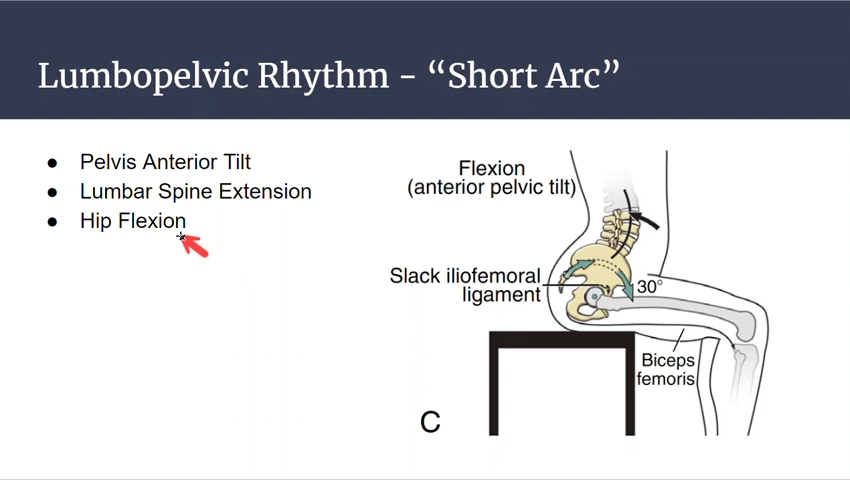 Lumbopelvic Rhythm - “Short Arc”
● Pelvis Anterior Tilt
● Lumbar Spine Extension
● Hip Flexion
Flexion
(anterior pelvic tilt)
Slack iliofemoral
ligament
30°
Biceps
femoris
C